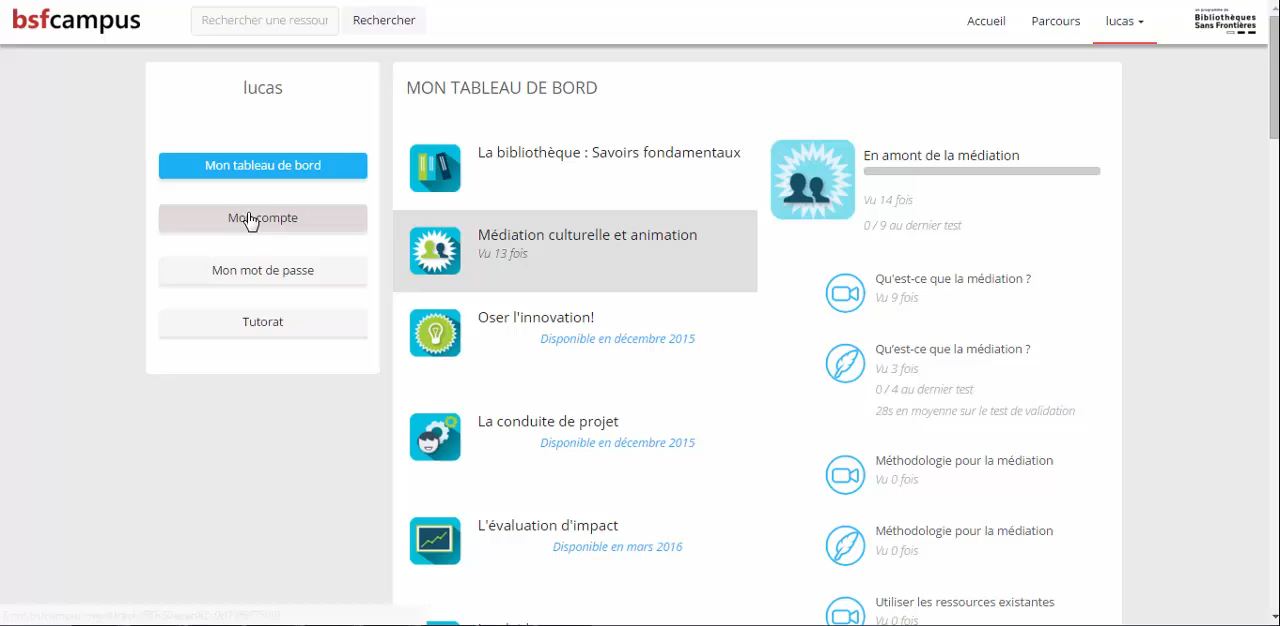 bsfcampus
Rechercher une ressour
Rechercher
Accueil
Parcours
lucas
un programme de
Bibliothèques
Sans Frontières
lucas
Mon tableau de bord
Mon compte
Mon mot de passe
Tutorat
MON TABLEAU DE BORD
La bibliothèque : Savoirs fondamentaux
Médiation culturelle et animation
Vu 13 fois
Oser l'innovation!
Disponible en décembre 2015
La conduite de projet
Disponible en décembre 2015
L'évaluation d'impact
Disponible en mars 2016
En amont de la médiation
Vu 14 fois
0 / 9 au dernier test
Qu'est-ce que la médiation ?
Vu 9 fois
Qu'est-ce que la médiation ?
Vu 3 fois
0 / 4 au dernier test
28s en moyenne sur le test de validation
Méthodologie pour la médiation
Vu 0 fois
Méthodologie pour la médiation
Vu 0 fois
Utiliser les ressources existantes
Vu 0 fois